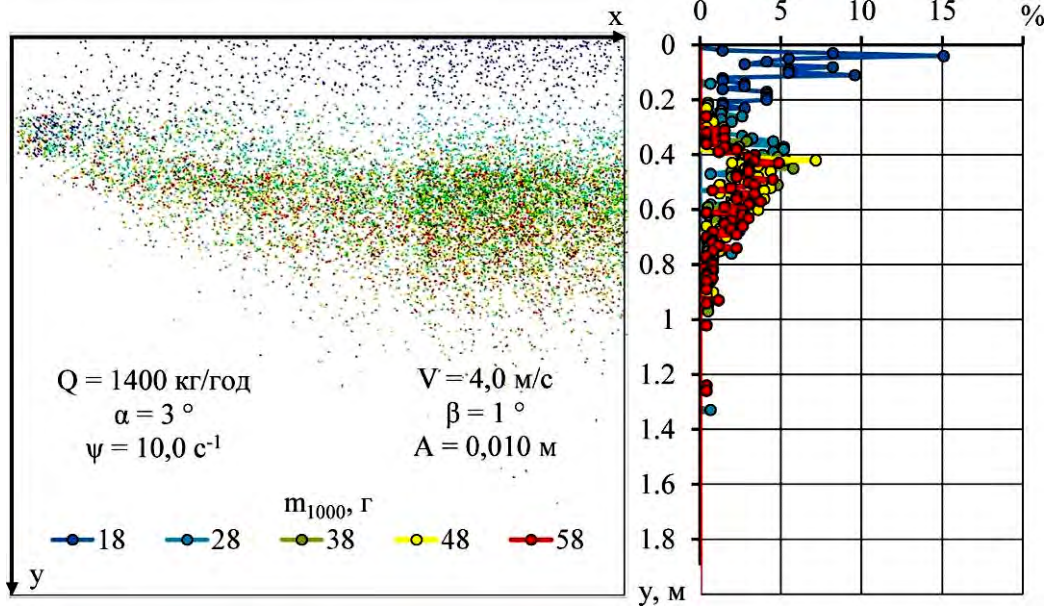 x
0 5 10 15 %
0
0.2
0.4
0.6
0.8
1
1.2
1.4
1.6
1.8
y, м
Q = 1400 кг/год
V = 4,0 м/с
α = 3 °
β = 1 °
ψ = 10,0 с⁻¹
A = 0,010 м
m₁₀₀₀, г
18 28 38 48 58
y